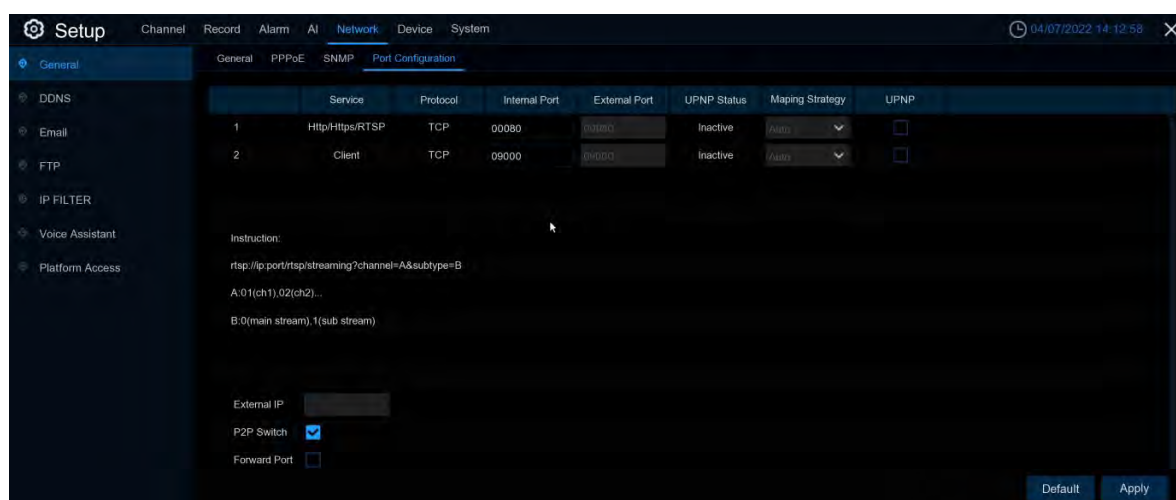 Setup Channel Record Alarm AI Network Device System 04/07/2022 14:12:58
General PPPoE SNMP Port Configuration
General
DDNS
Email
FTP
IP FILTER
Voice Assistant
Platform Access
Service Protocol Internal Port External Port UPNP Status Maping Strategy UPNP
1 Http/Https/RTSP TCP 00080 00080 Inactive Auto
2 Client TCP 09000 09000 Inactive Auto
Instruction:
rtsp://ip:port/rtsp/streaming?channel=A&subtype=B
A:01(ch1),02(ch2)...
B:0(main stream),1(sub stream)
External IP
P2P Switch
Forward Port
Default Apply